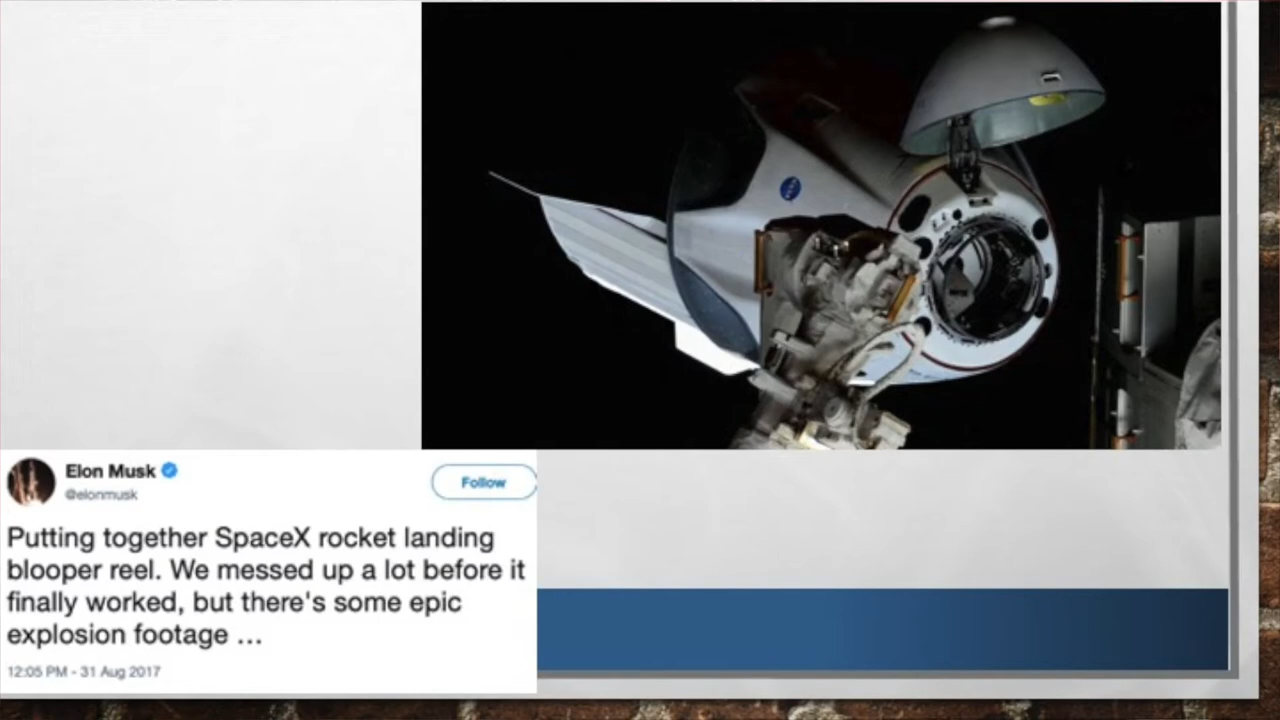 Elon Musk
@elonmusk
Follow
Putting together SpaceX rocket landing
blooper reel. We messed up a lot before it
finally worked, but there's some epic
explosion footage ...
12:05 PM - 31 Aug 2017